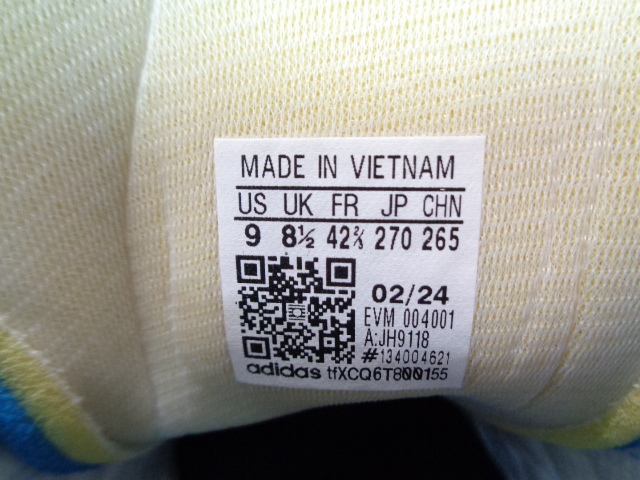 MADE IN VIETNAM
US UK FR JP CHN
9 8½ 42⅔ 270 265
02/24
EVM 004001
A:JH9118
#134004621
adidas tfXCQ6T800155